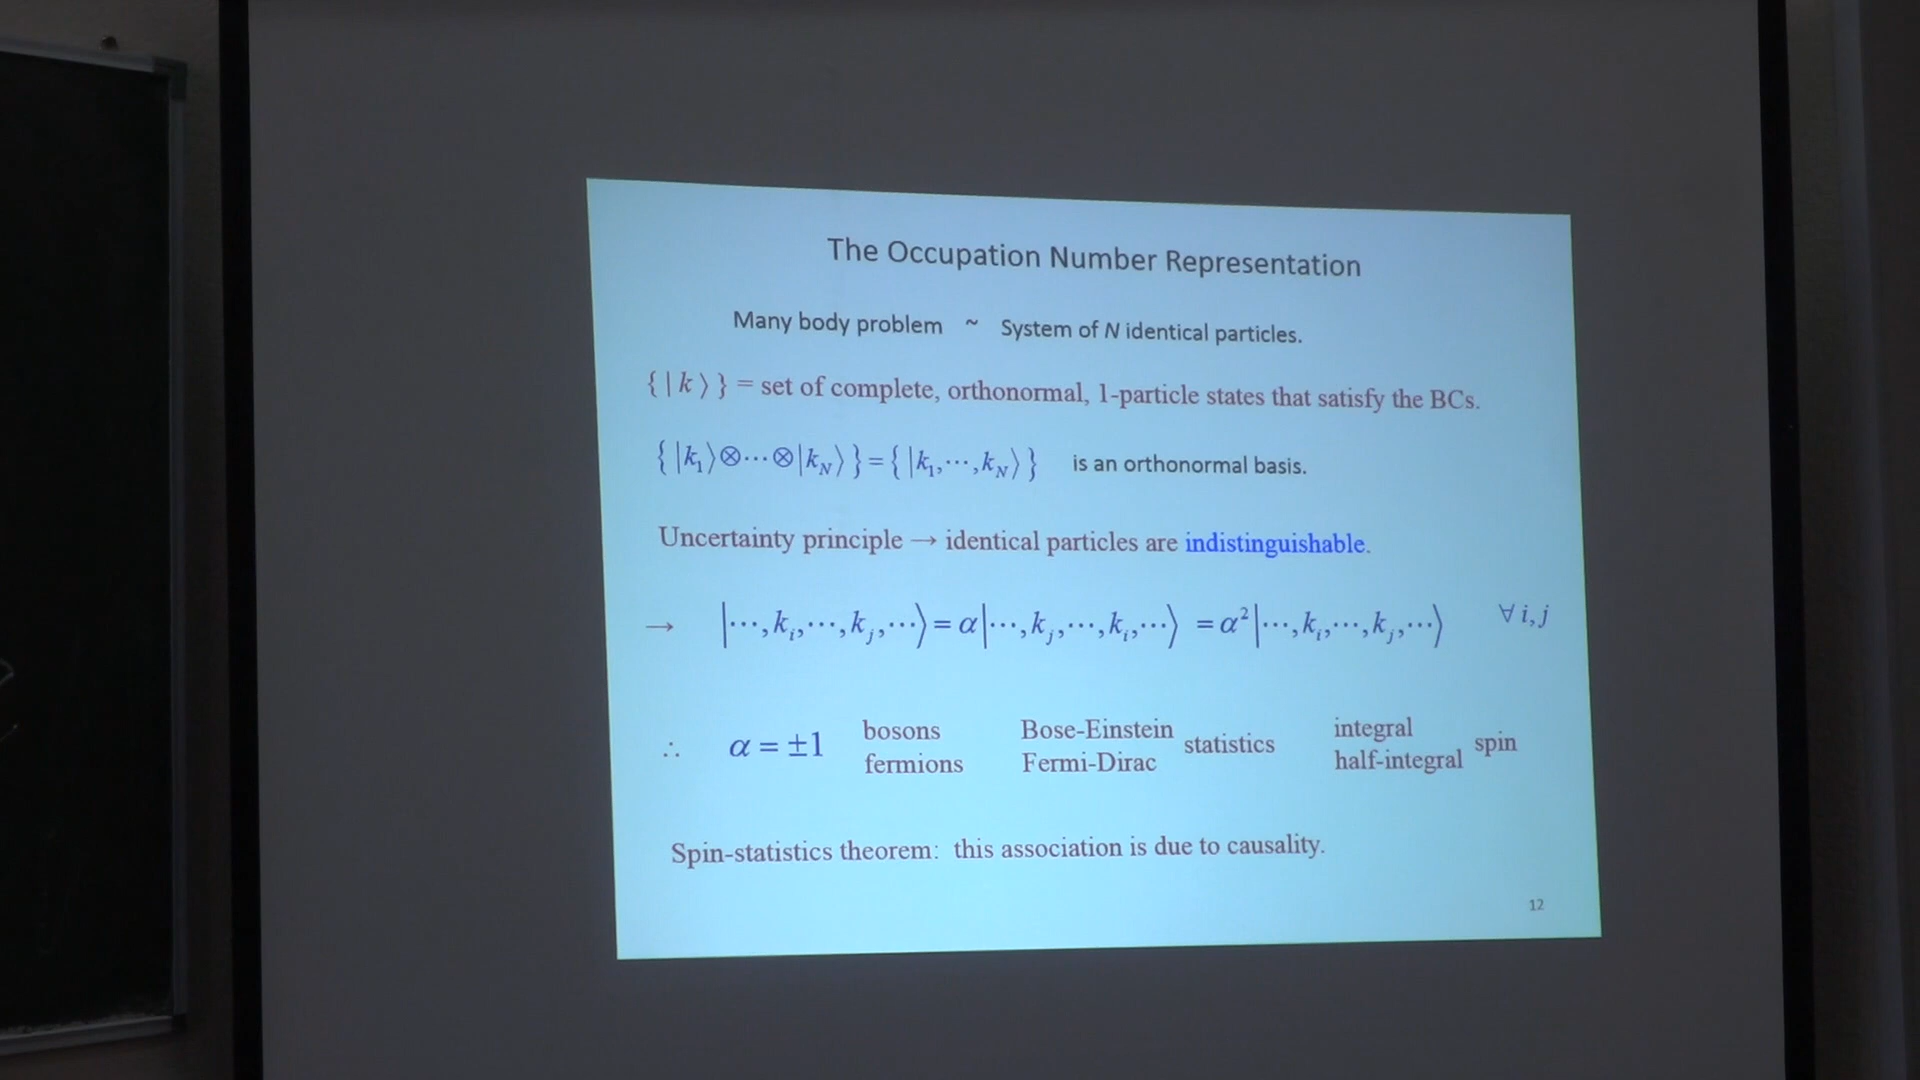 The Occupation Number Representation
Many body problem ~ System of N identical particles.
{ | k ⟩ } = set of complete, orthonormal, 1-particle states that satisfy the BCs.
{ |k₁⟩⊗⋯⊗|k_N⟩ } = { |k₁,⋯,k_N⟩ } is an orthonormal basis.
Uncertainty principle → identical particles are indistinguishable.
→ |⋯,k_i,⋯,k_j,⋯⟩ = α|⋯,k_j,⋯,k_i,⋯⟩ = α²|⋯,k_i,⋯,k_j,⋯⟩ ∀ i,j
∴ α = ±1 bosons Bose-Einstein statistics integral spin
fermions Fermi-Dirac half-integral
Spin-statistics theorem: this association is due to causality.
12